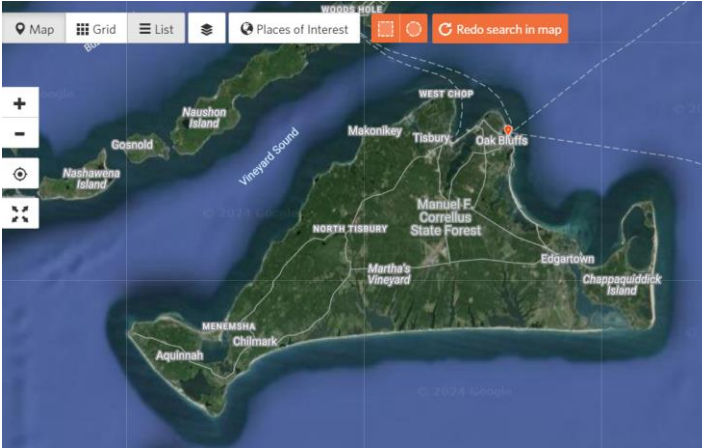 WOODS HOLE
Map
Grid
List
Places of Interest
Redo search in map
WEST CHOP
Naushon
Island
Makonikey
Tisbury
Oak Bluffs
Gosnold
Vineyard Sound
Nashawena
Island
Manuel F.
Correllus
State Forest
NORTH TISBURY
Edgartown
Martha's
Vineyard
Chappaquiddick
Island
MENEMSHA
Chilmark
Aquinnah
© 2024 Google
© 2024 Google